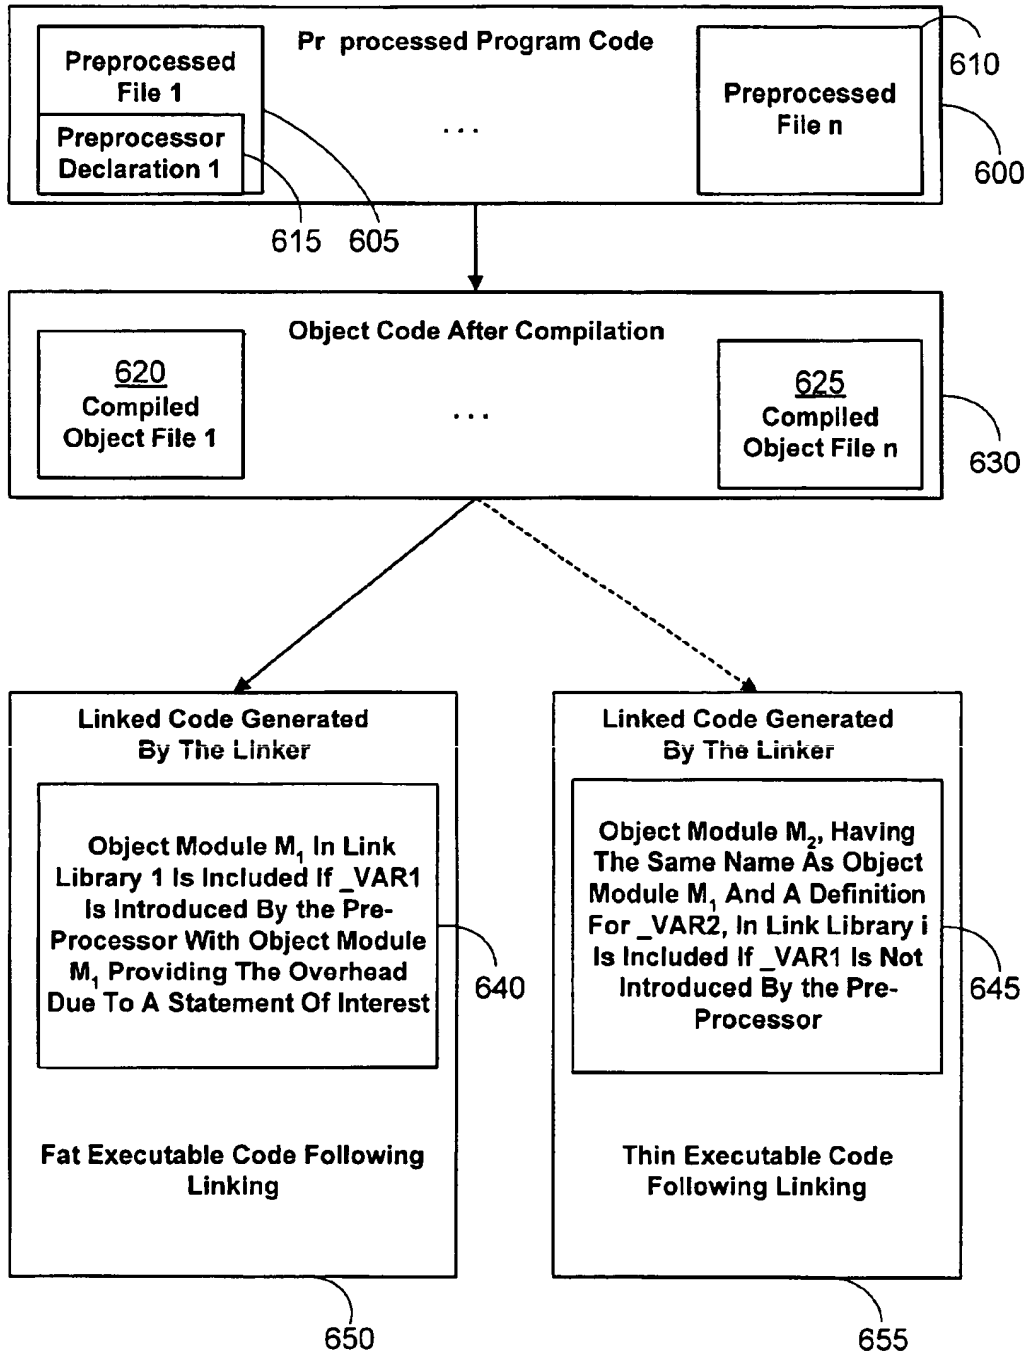 Pr processed Program Code
610
Preprocessed
File 1
Preprocessed
File n
Preprocessor
Declaration 1
. . .
600
615
605
Object Code After Compilation
620
Compiled
Object File 1
. . .
625
Compiled
Object File n
630
Linked Code Generated
By The Linker
Object Module M1 In Link
Library 1 Is Included If _VAR1
Is Introduced By the Pre-
Processor With Object Module
M1 Providing The Overhead
Due To A Statement Of Interest
640
Fat Executable Code Following
Linking
650
Linked Code Generated
By The Linker
Object Module M2, Having
The Same Name As Object
Module M1 And A Definition
For _VAR2, In Link Library i
Is Included If _VAR1 Is Not
Introduced By the Pre-
Processor
645
Thin Executable Code
Following Linking
655